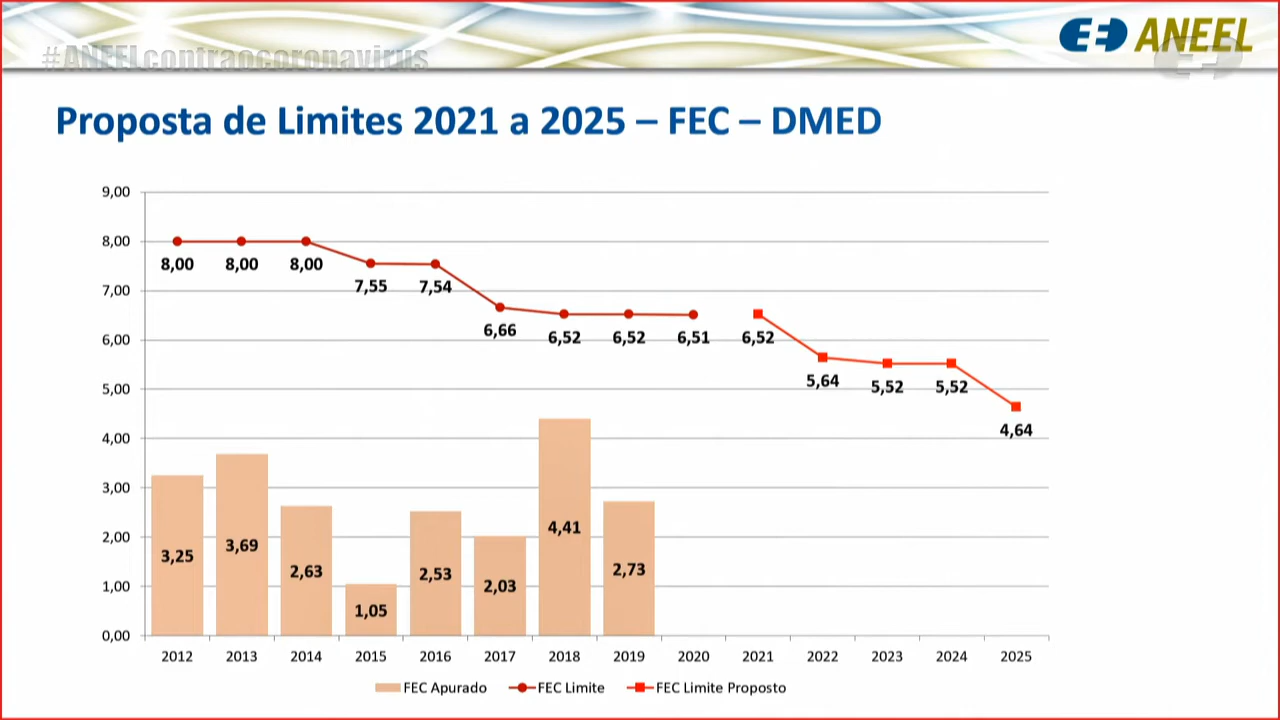 #ANEELcontraocoronavirus
ANEEL
Proposta de Limites 2021 a 2025 – FEC – DMED
9,00
8,00
7,00
6,00
5,00
4,00
3,00
2,00
1,00
0,00
8,00 8,00 8,00 7,55 7,54 6,66 6,52 6,52 6,51 6,52 5,64 5,52 5,52 4,64
3,25 3,69 2,63 1,05 2,53 2,03 4,41 2,73
2012 2013 2014 2015 2016 2017 2018 2019 2020 2021 2022 2023 2024 2025
FEC Apurado FEC Limite FEC Limite Proposto